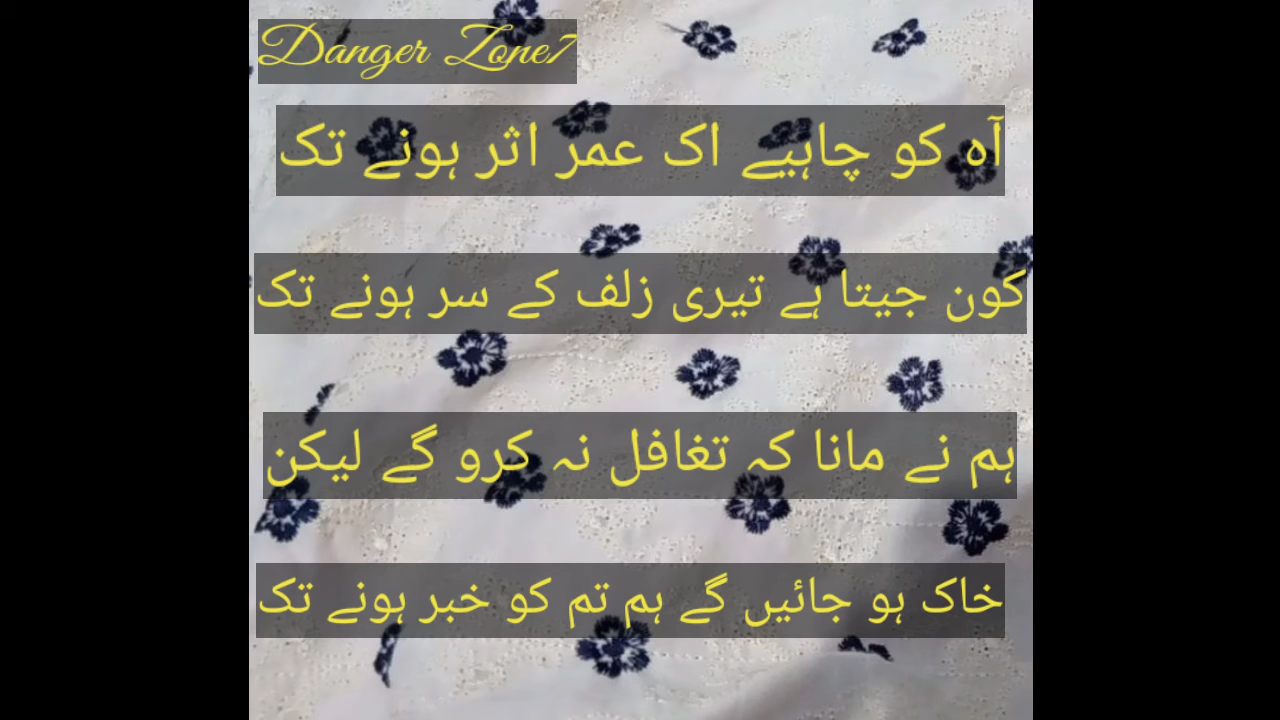 Danger Zone7
آہ کو چاہیے اک عمر اثر ہونے تک
کون جیتا ہے تیری زلف کے سر ہونے تک
ہم نے مانا کہ تغافل نہ کرو گے لیکن
خاک ہو جائیں گے ہم تم کو خبر ہونے تک